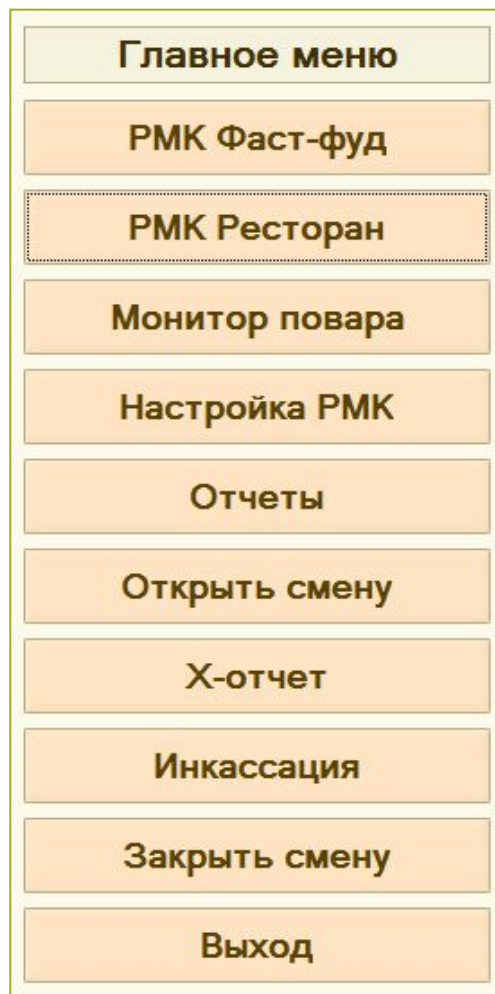 Главное меню
РМК Фаст-фуд
РМК Ресторан
Монитор повара
Настройка РМК
Отчеты
Открыть смену
Х-отчет
Инкассация
Закрыть смену
Выход